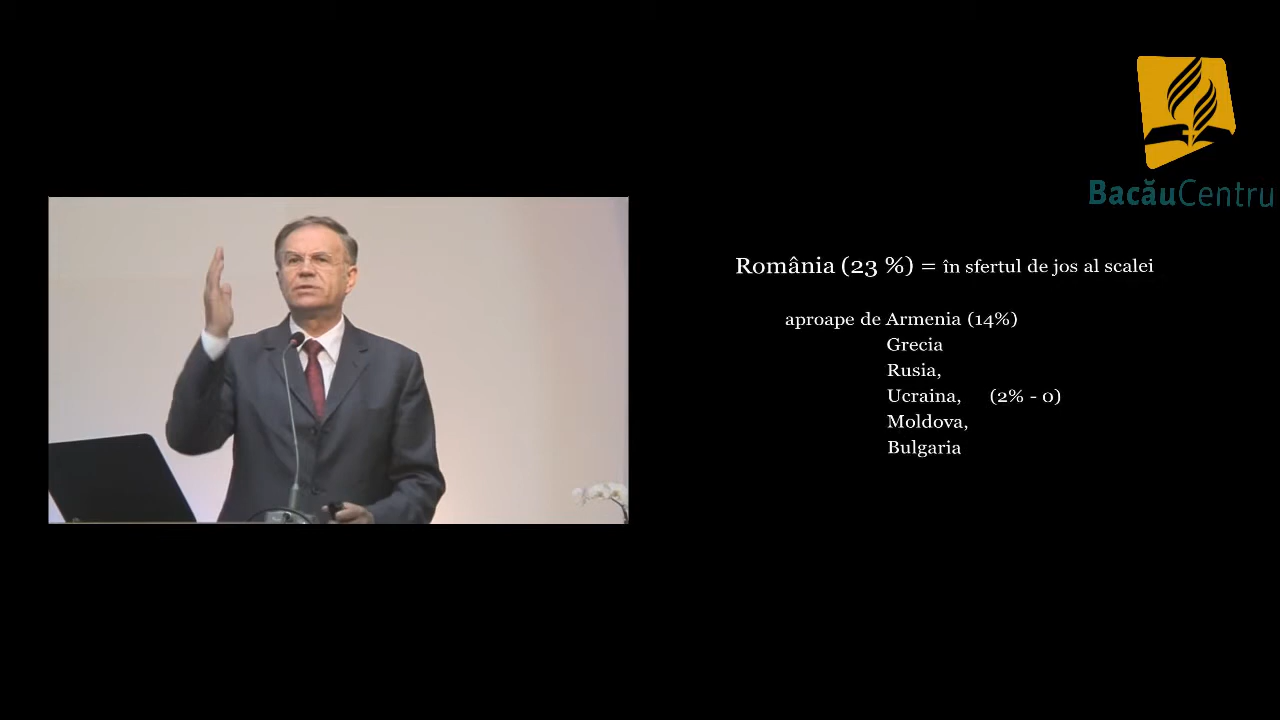 BacăuCentru
România (23 %) = în sfertul de jos al scalei
aproape de Armenia (14%)
Grecia
Rusia,
Ucraina, (2% - 0)
Moldova,
Bulgaria